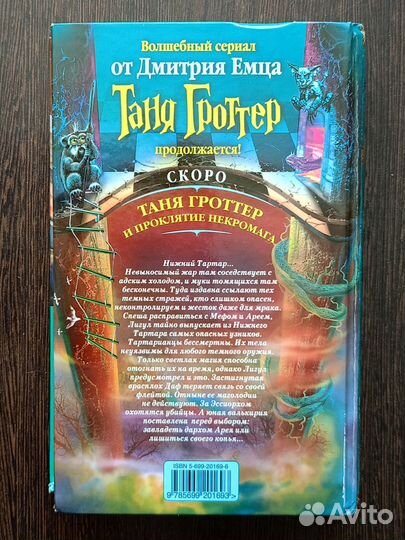 Волшебный сериал
от Дмитрия Емца
Таня Гроттер
продолжается!
СКОРО
ТАНЯ ГРОТТЕР
И ПРОКЛЯТИЕ НЕКРОМАГА
Нижний Тартар...
Невыносимый жар там соседствует с
адским холодом, и муки томящихся там
бесконечны. Туда издавна ссылают тех
темных стражей, кто слишком опасен,
неконтролируем и жесток даже для мрака.
Спеша расправиться с Мефом и Ареем,
Лигул тайно выпускает из Нижнего
Тартара самых опасных узников.
Тартарианцы бессмертны. Их тела
неуязвимы для любого темного оружия.
Только светлая магия способна
отогнать их на время, однако Лигул
предусмотрел и это. Застигнутая
врасплох Даф теряет связь со своей
флейтой. Отныне ее маголодии
не действуют. За Эссиорхом
охотятся убийцы. А юная валькирия
поставлена перед выбором:
завладеть дархом Арея или
лишиться своего копья...
ISBN 5-699-20169-6
9785699201693>
Avito